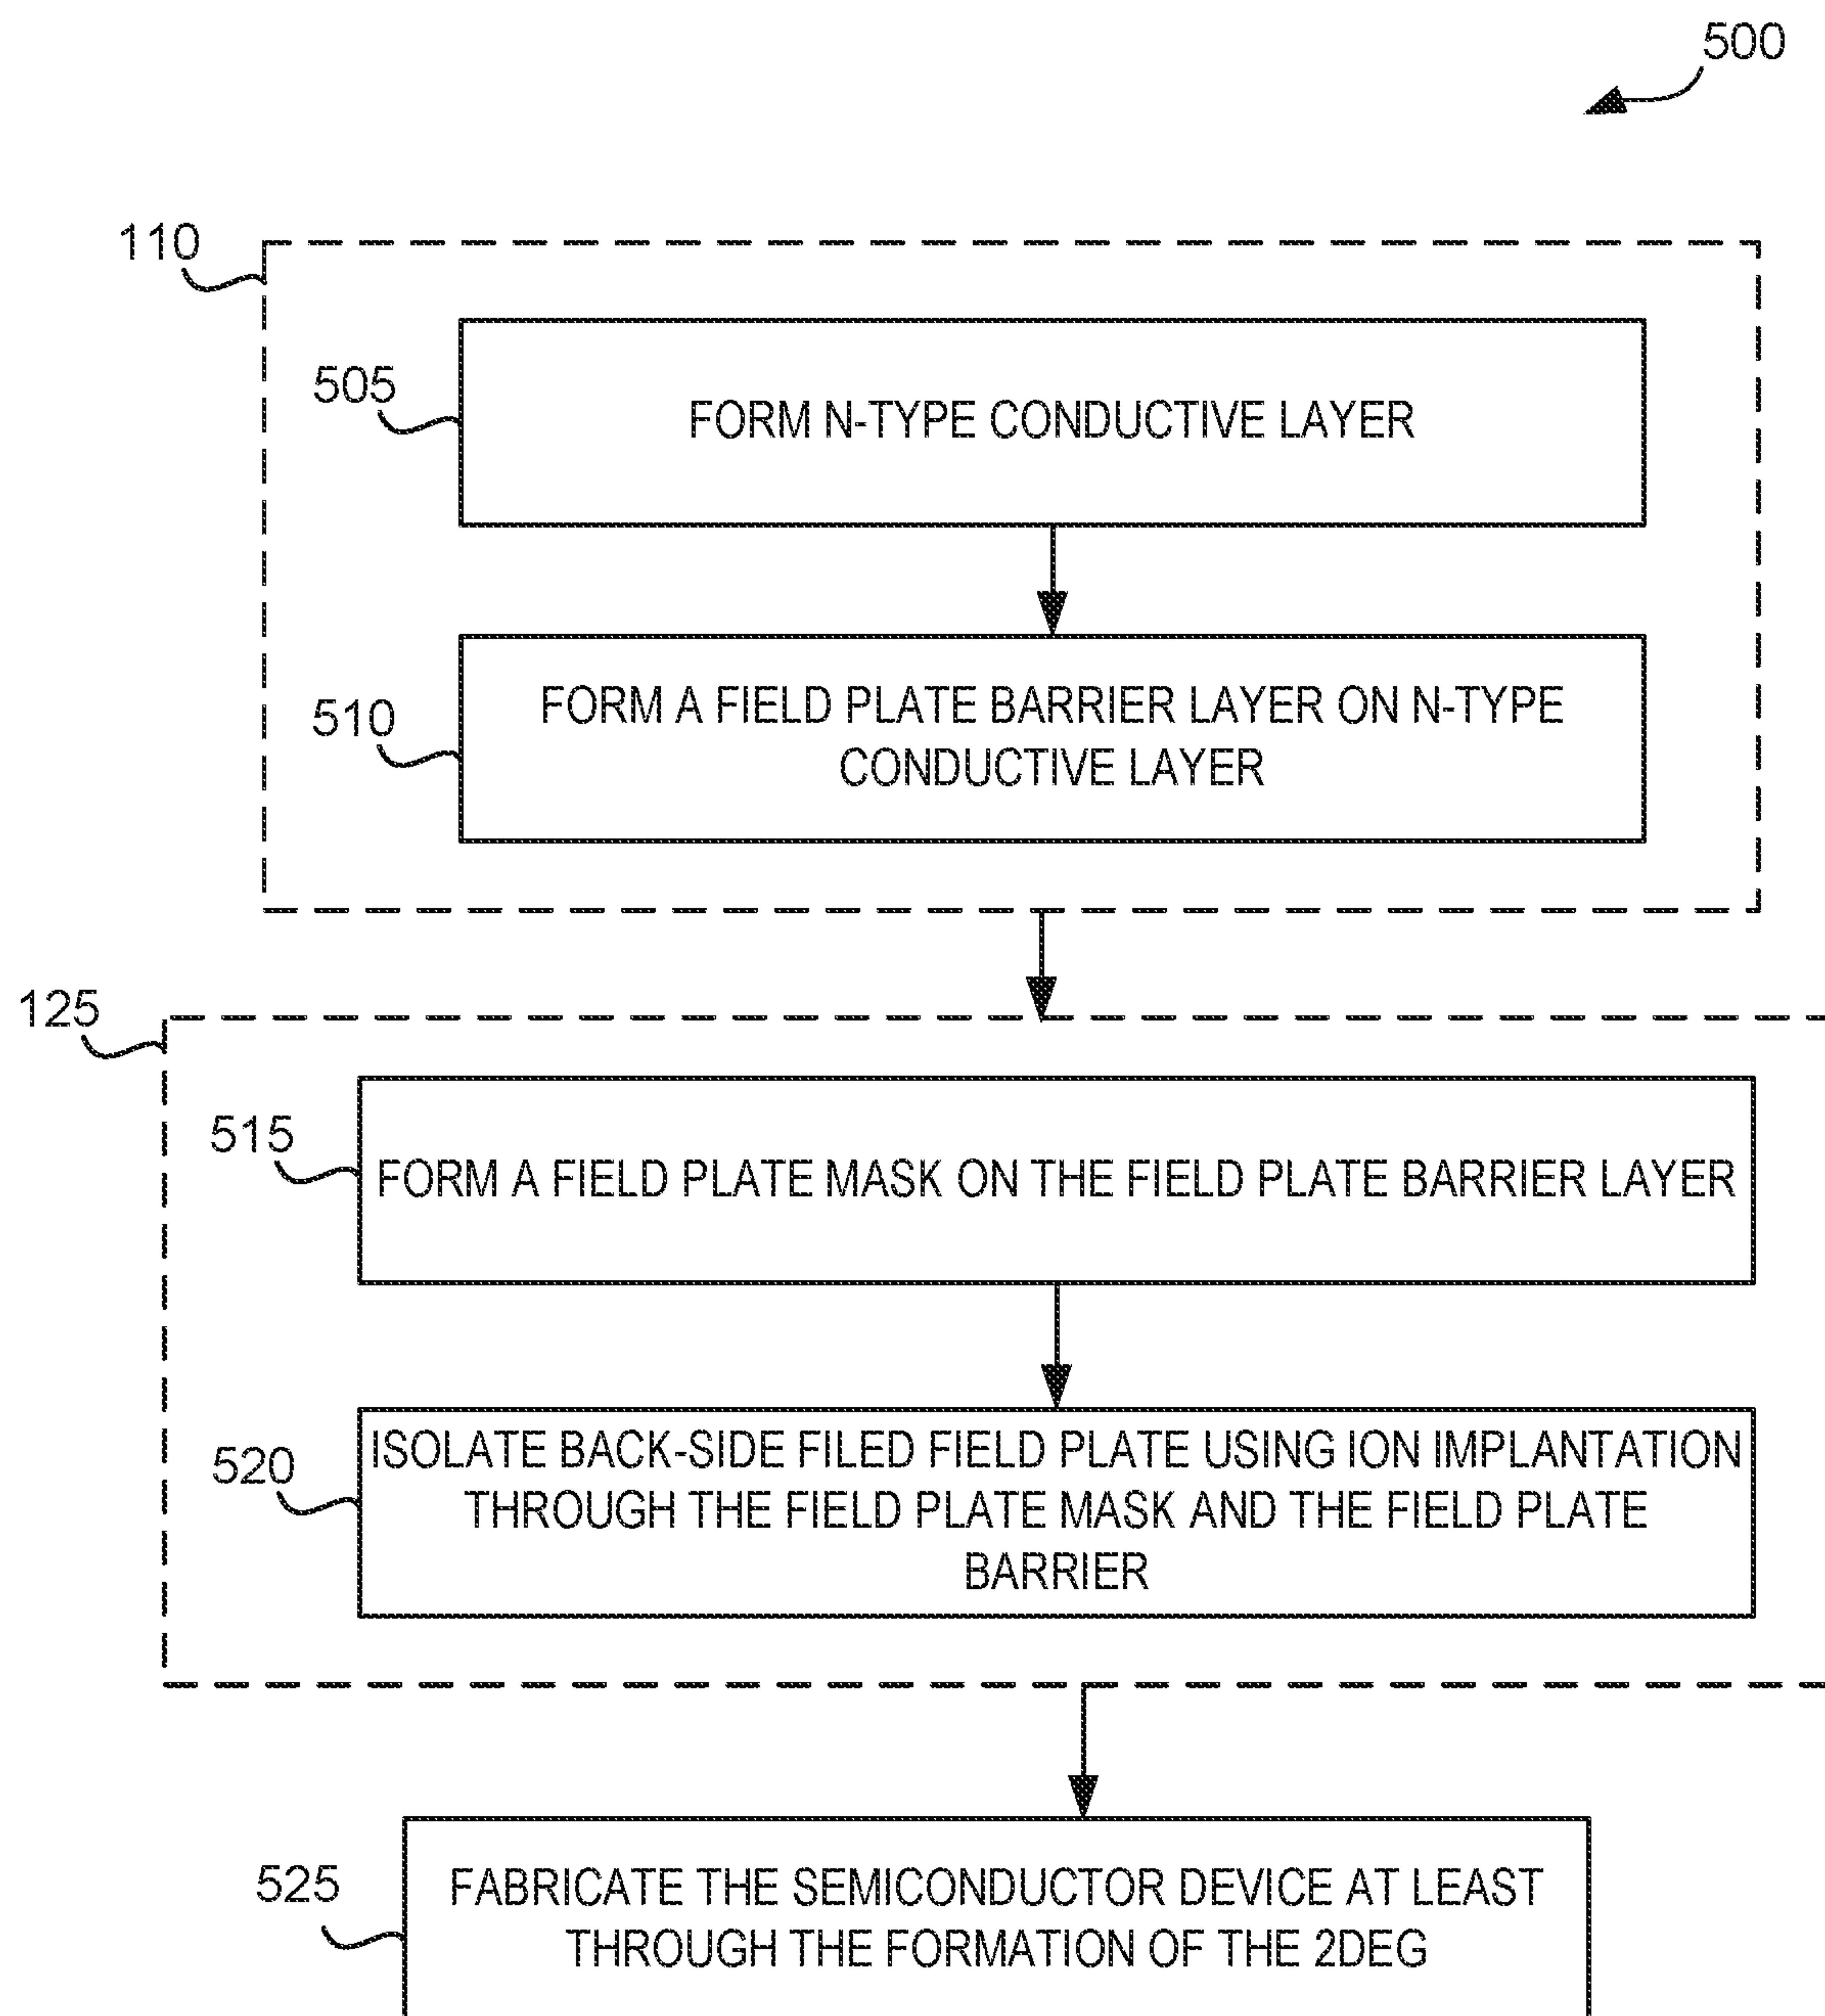 500
110
505
FORM N-TYPE CONDUCTIVE LAYER
510
FORM A FIELD PLATE BARRIER LAYER ON N-TYPE
CONDUCTIVE LAYER
125
515
FORM A FIELD PLATE MASK ON THE FIELD PLATE BARRIER LAYER
520
ISOLATE BACK-SIDE FILED FIELD PLATE USING ION IMPLANTATION
THROUGH THE FIELD PLATE MASK AND THE FIELD PLATE
BARRIER
525
FABRICATE THE SEMICONDUCTOR DEVICE AT LEAST
THROUGH THE FORMATION OF THE 2DEG